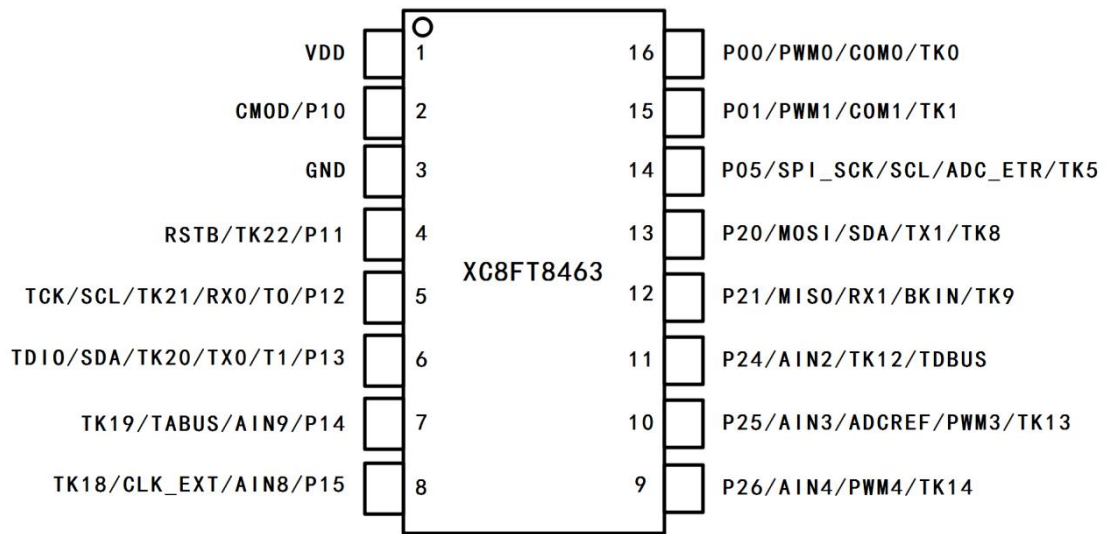 VDD 1 16 P00/PWM0/COM0/TK0
CMOD/P10 2 15 P01/PWM1/COM1/TK1
GND 3 14 P05/SPI_SCK/SCL/ADC_ETR/TK5
RSTB/TK22/P11 4 13 P20/MOSI/SDA/TX1/TK8
XC8FT8463
TCK/SCL/TK21/RX0/T0/P12 5 12 P21/MISO/RX1/BKIN/TK9
TDIO/SDA/TK20/TX0/T1/P13 6 11 P24/AIN2/TK12/TDBUS
TK19/TABUS/AIN9/P14 7 10 P25/AIN3/ADCREF/PWM3/TK13
TK18/CLK_EXT/AIN8/P15 8 9 P26/AIN4/PWM4/TK14